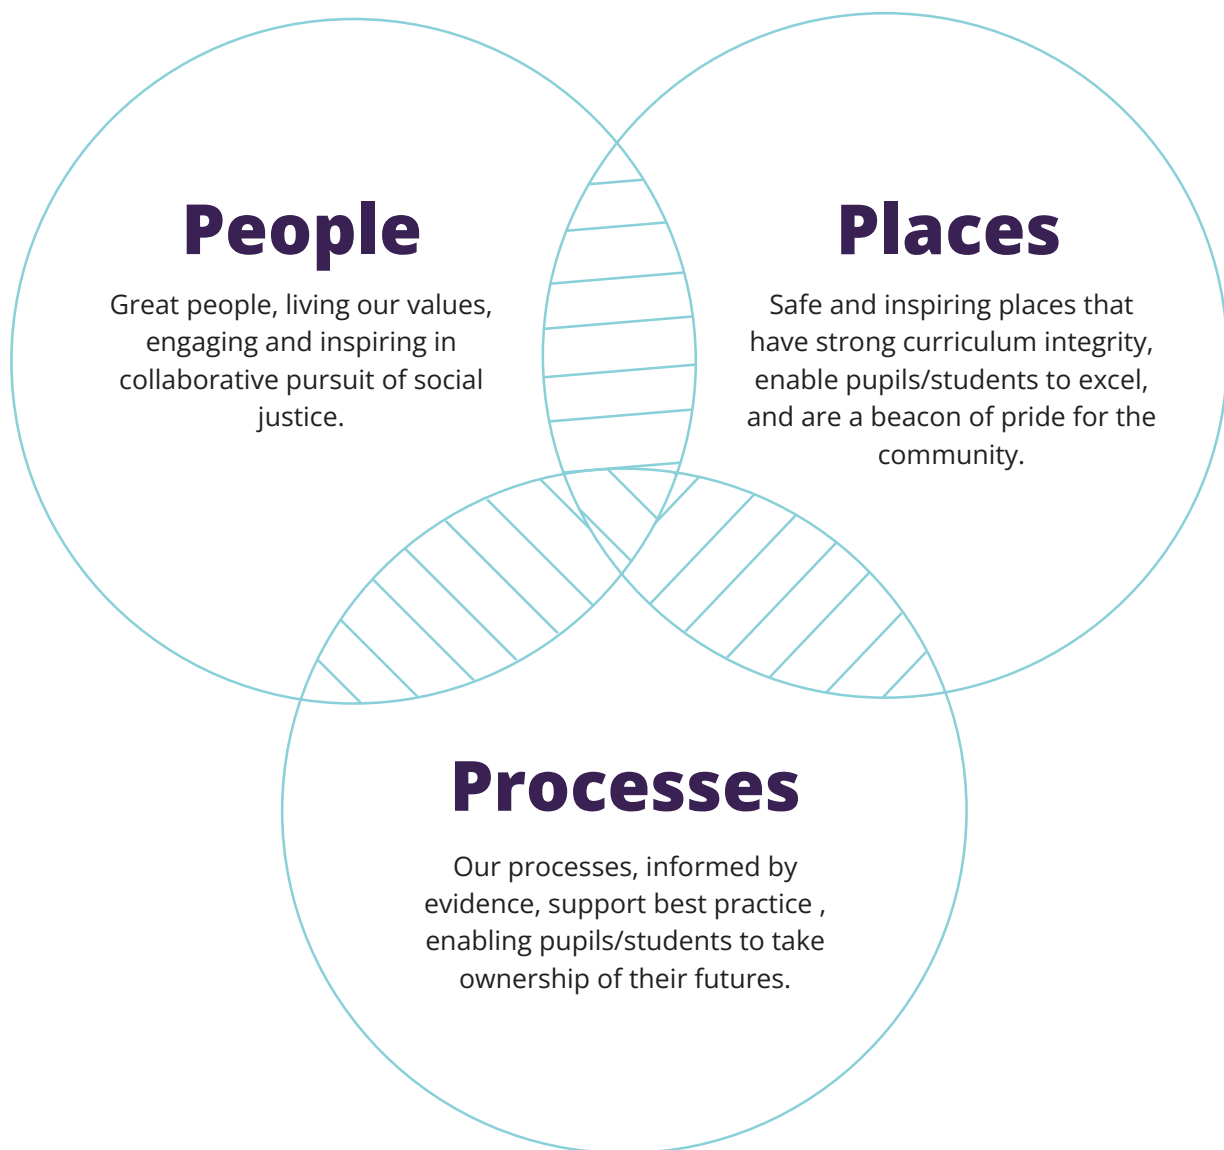 People
Great people, living our values,
engaging and inspiring in
collaborative pursuit of social
justice.
Places
Safe and inspiring places that
have strong curriculum integrity,
enable pupils/students to excel,
and are a beacon of pride for the
community.
Processes
Our processes, informed by
evidence, support best practice ,
enabling pupils/students to take
ownership of their futures.